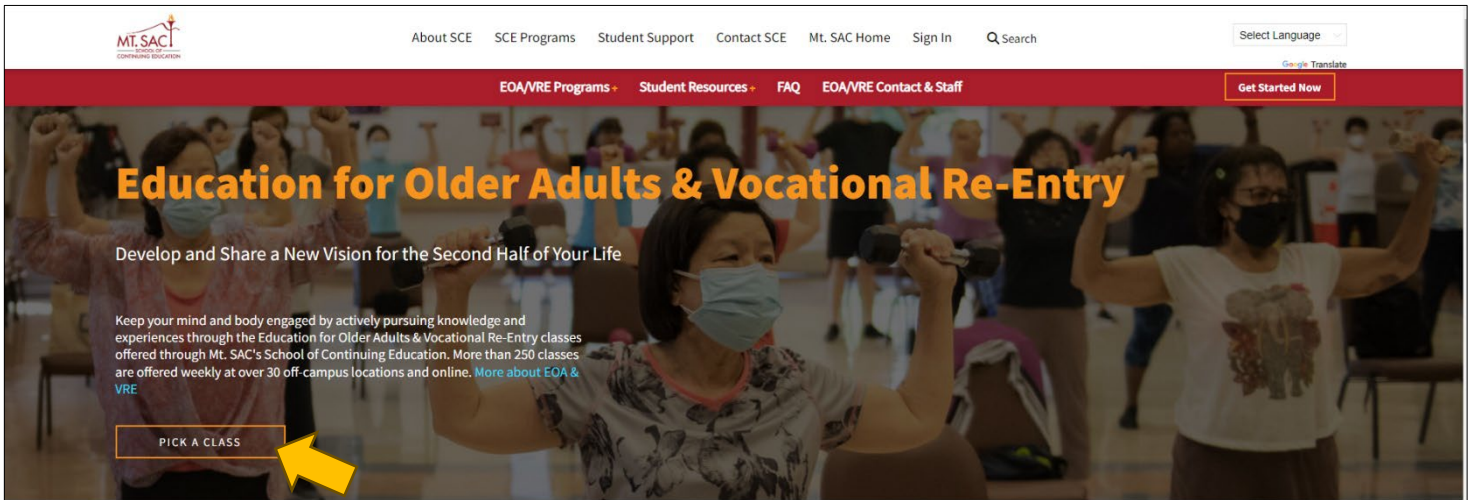 MT. SAC
SCHOOL OF
CONTINUING EDUCATION
About SCE SCE Programs Student Support Contact SCE Mt. SAC Home Sign In Search
Select Language
Google Translate
EOA/VRE Programs+ Student Resources+ FAQ EOA/VRE Contact & Staff
Get Started Now
Education for Older Adults & Vocational Re-Entry
Develop and Share a New Vision for the Second Half of Your Life
Keep your mind and body engaged by actively pursuing knowledge and
experiences through the Education for Older Adults & Vocational Re-Entry classes
offered through Mt. SAC's School of Continuing Education. More than 250 classes
are offered weekly at over 30 off-campus locations and online. More about EOA &
VRE
PICK A CLASS